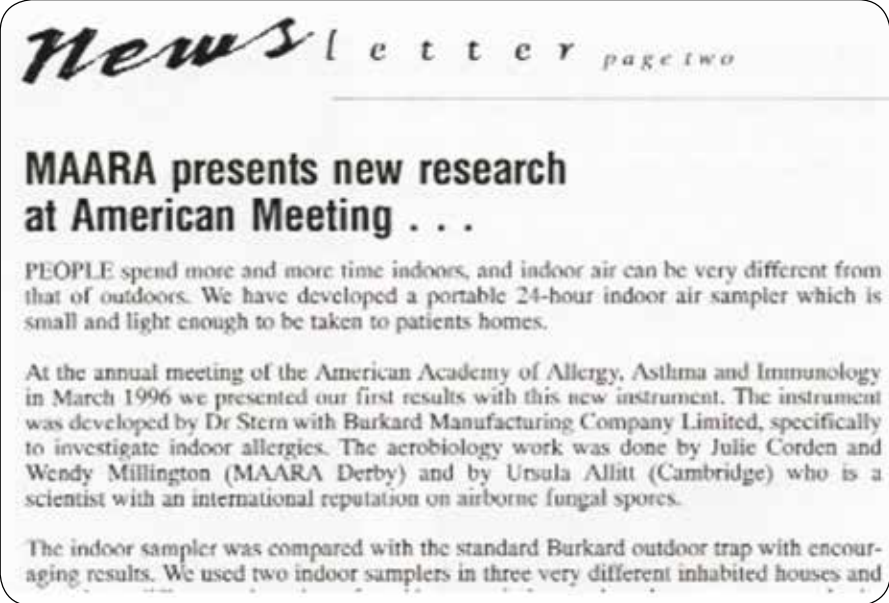 News letter page two
MAARA presents new research
at American Meeting . . .
PEOPLE spend more and more time indoors, and indoor air can be very different from
that of outdoors. We have developed a portable 24-hour indoor air sampler which is
small and light enough to be taken to patients homes.
At the annual meeting of the American Academy of Allergy, Asthma and Immunology
in March 1996 we presented our first results with this new instrument. The instrument
was developed by Dr Stern with Burkard Manufacturing Company Limited, specifically
to investigate indoor allergies. The aerobiology work was done by Julie Corden and
Wendy Millington (MAARA Derby) and by Ursula Allitt (Cambridge) who is a
scientist with an international reputation on airborne fungal spores.
The indoor sampler was compared with the standard Burkard outdoor trap with encour-
aging results. We used two indoor samplers in three very different inhabited houses and